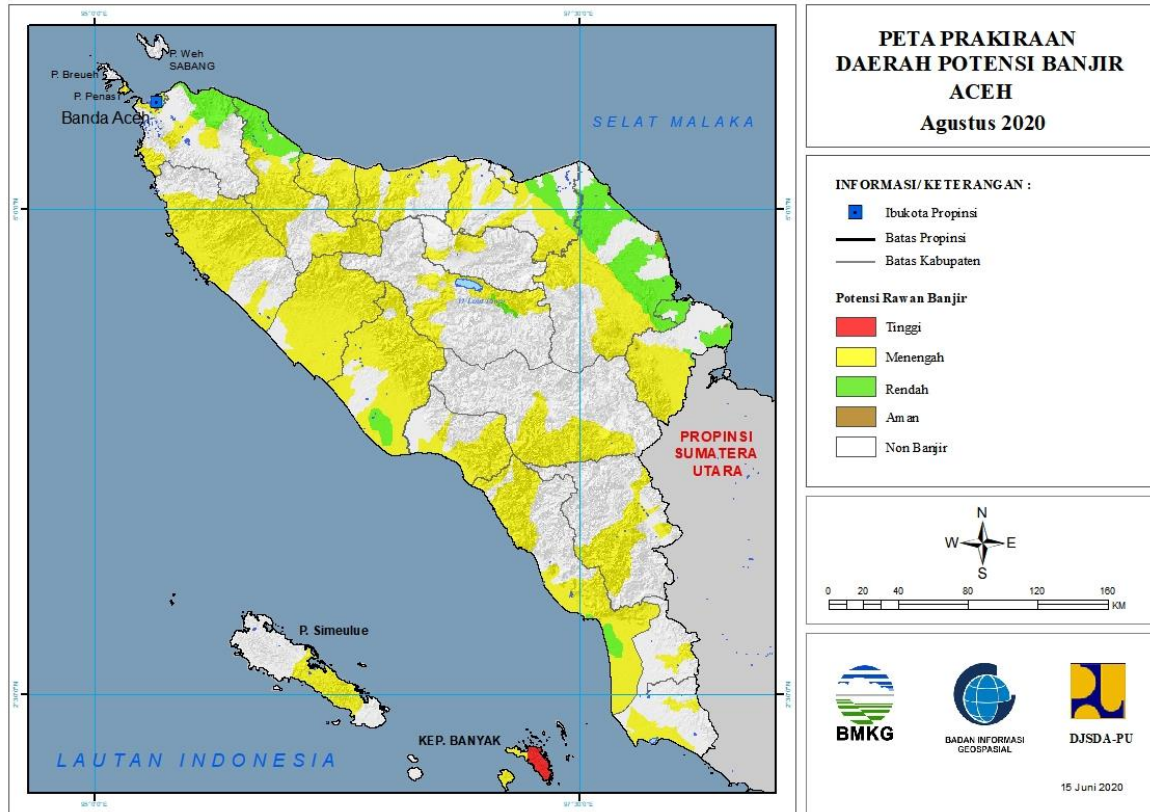 P. Weh
SABANG
P. Breueh
P. Penasi
Banda Aceh
SELAT MALAKA
PROPINSI
SUMATERA
UTARA
P. Simeulue
KEP. BANYAK
LAUTAN INDONESIA
PETA PRAKIRAAN
DAERAH POTENSI BANJIR
ACEH
Agustus 2020
INFORMASI/ KETERANGAN :
Ibukota Propinsi
Batas Propinsi
Batas Kabupaten
Potensi Rawan Banjir
Tinggi
Menengah
Rendah
Aman
Non Banjir
N
W E
S
0 20 40 80 120 160
KM
BMKG
BADAN INFORMASI
GEOSPASIAL
DJSDA-PU
15 Juni 2020